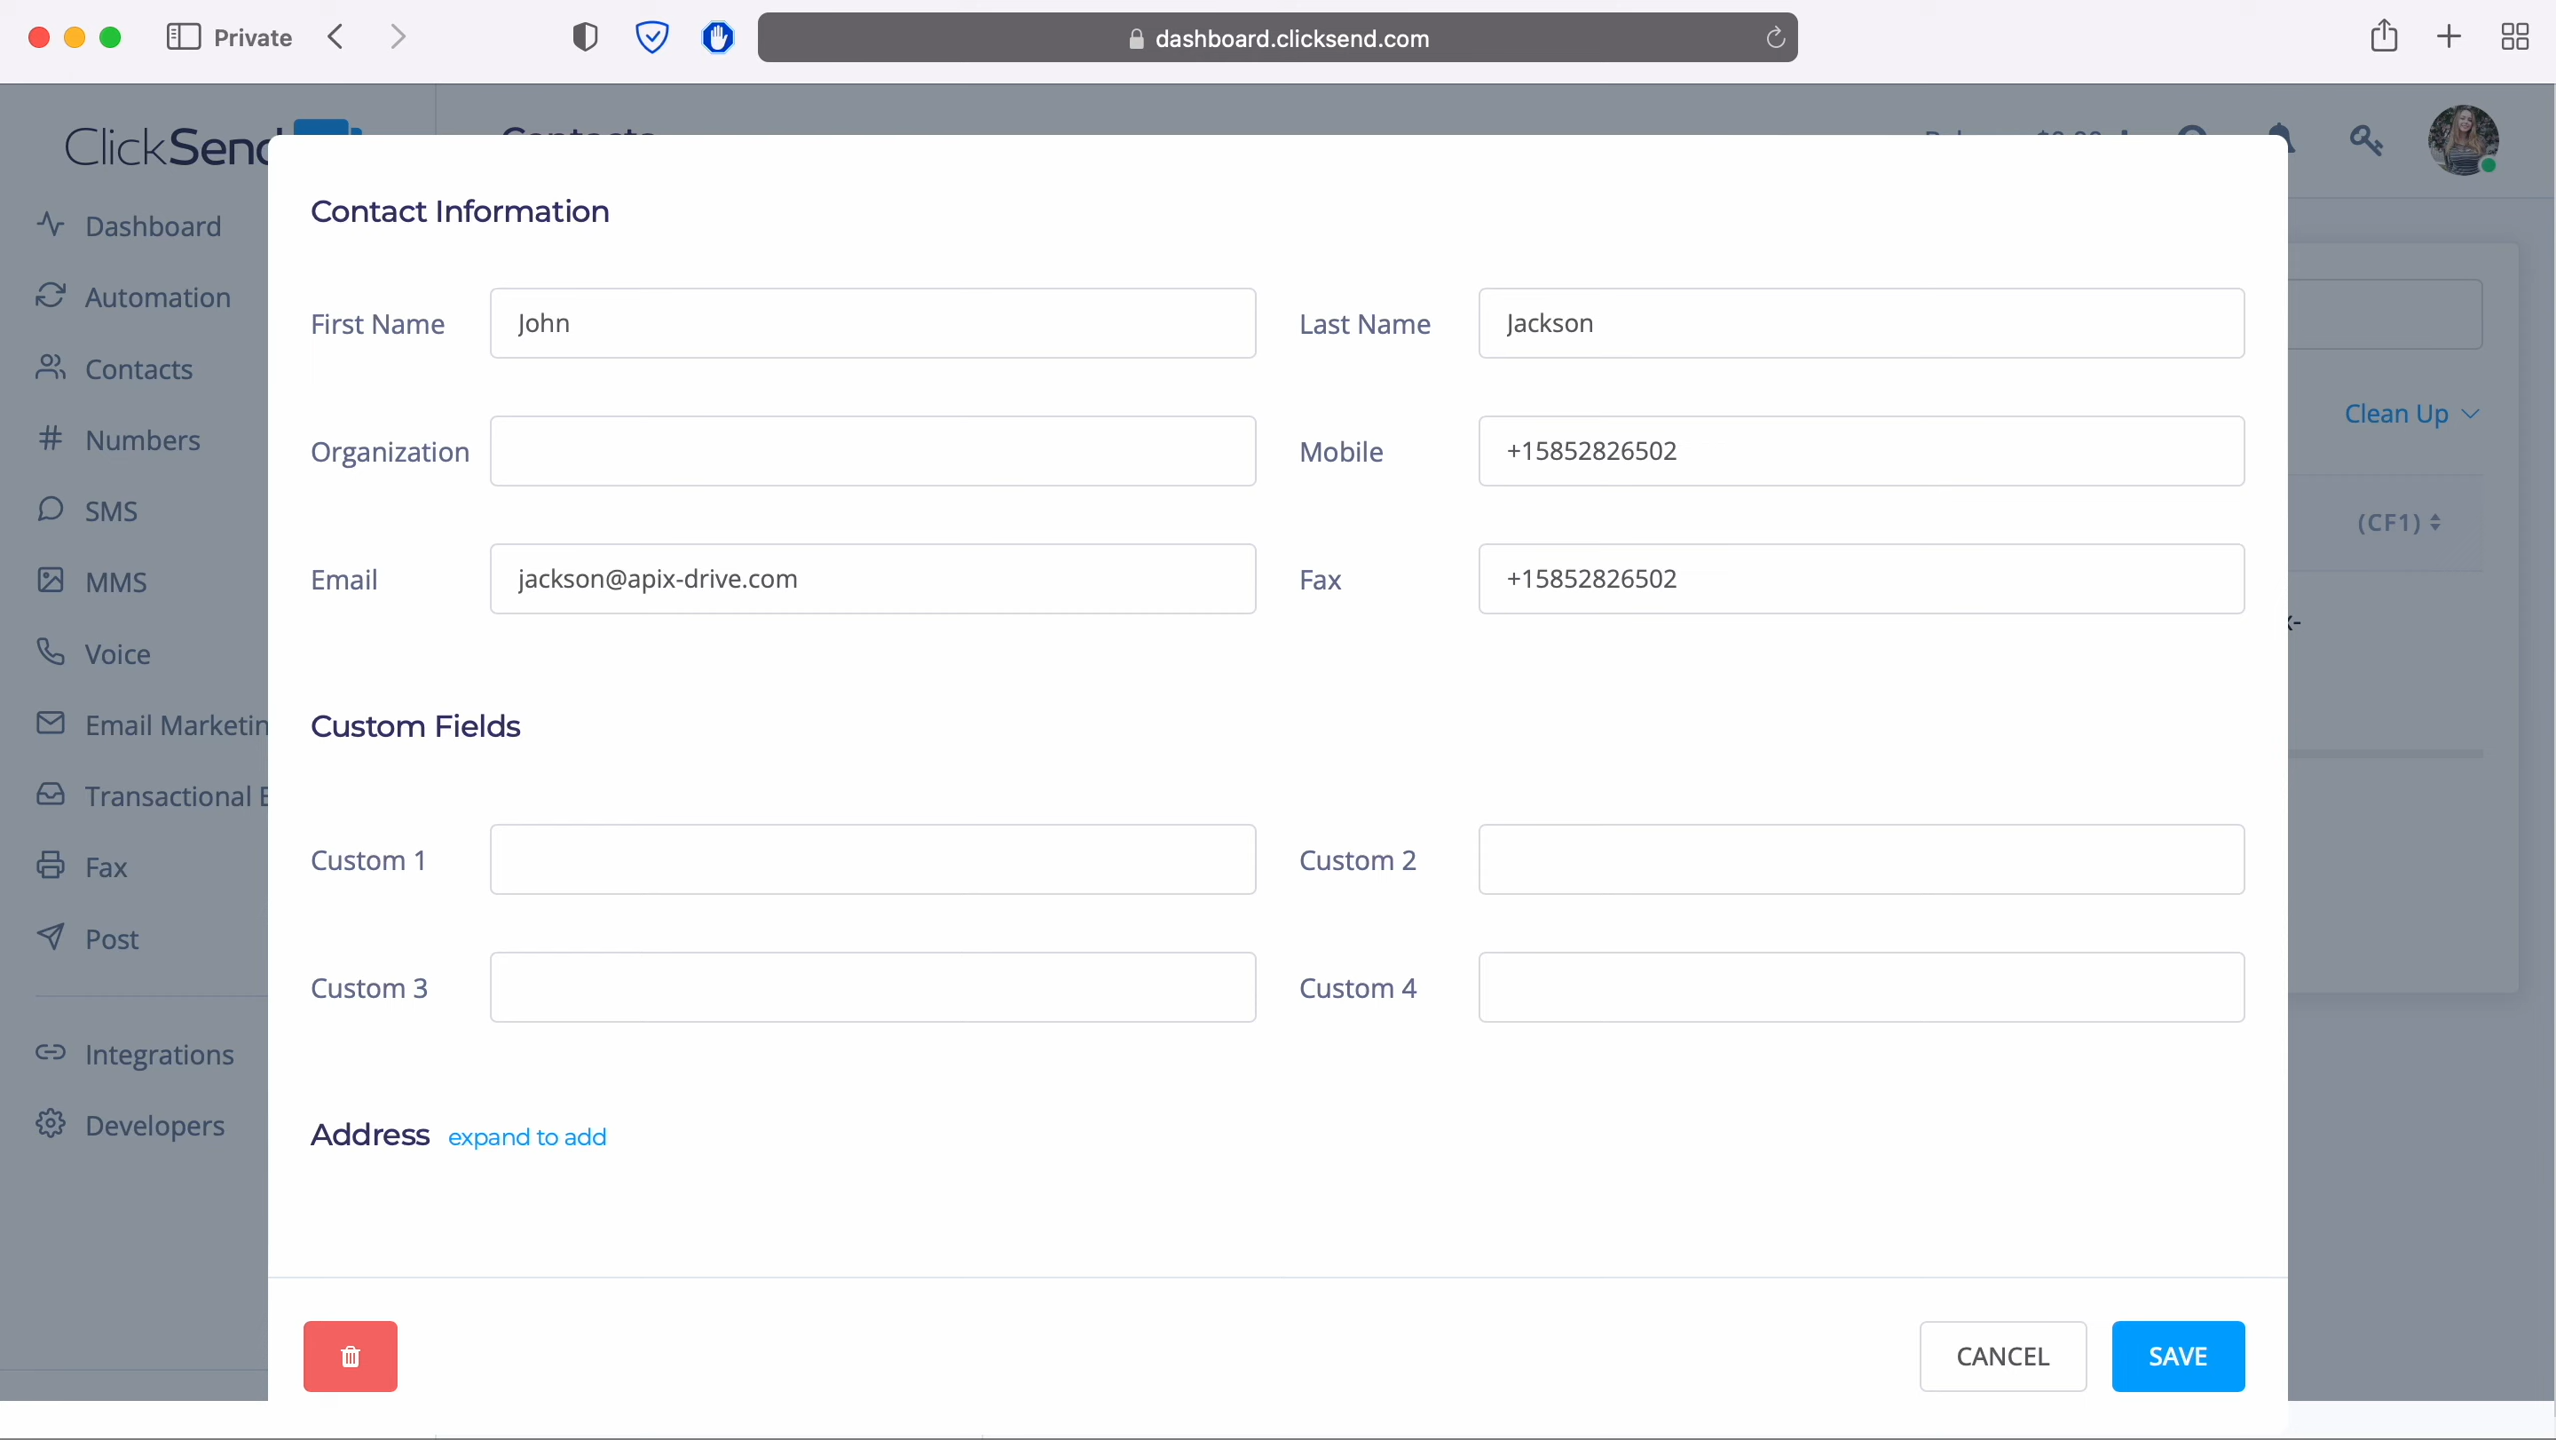 Private
dashboard.clicksend.com
ClickSend
Contacts
Dashboard
Automation
Contacts
Numbers
SMS
MMS
Voice
Email Marketin
Transactional E
Fax
Post
Integrations
Developers
Contact Information
First Name John
Last Name Jackson
Organization
Mobile +15852826502
Email jackson@apix-drive.com
Fax +15852826502
Custom Fields
Custom 1
Custom 2
Custom 3
Custom 4
Address expand to add
CANCEL
SAVE
Clean Up
(CF1)
x-